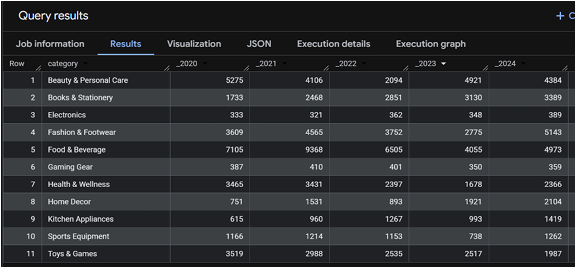 Query results
+ C
Job information Results Visualization JSON Execution details Execution graph
Row category _2020 _2021 _2022 _2023 _2024
1 Beauty & Personal Care 5275 4106 2094 4921 4384
2 Books & Stationery 1733 2468 2851 3130 3389
3 Electronics 333 321 362 348 389
4 Fashion & Footwear 3609 4565 3752 2775 5143
5 Food & Beverage 7105 9368 6505 4055 4973
6 Gaming Gear 387 410 401 350 359
7 Health & Wellness 3465 3431 2397 1678 2366
8 Home Decor 751 1531 893 1921 2104
9 Kitchen Appliances 615 960 1267 993 1419
10 Sports Equipment 1166 1214 1153 738 1262
11 Toys & Games 3519 2988 2535 2517 1987